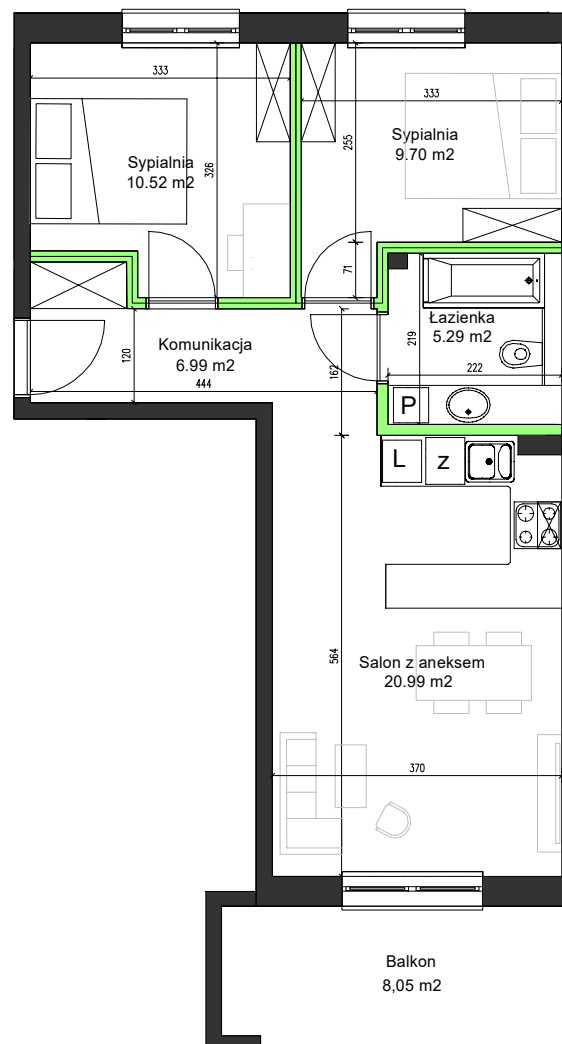 333
333
Sypialnia
10.52 m2
326
255
Sypialnia
9.70 m2
71
Łazienka
5.29 m2
219
222
Komunikacja
6.99 m2
120
444
162
P
L
z
564
Salon z aneksem
20.99 m2
370
Balkon
8,05 m2